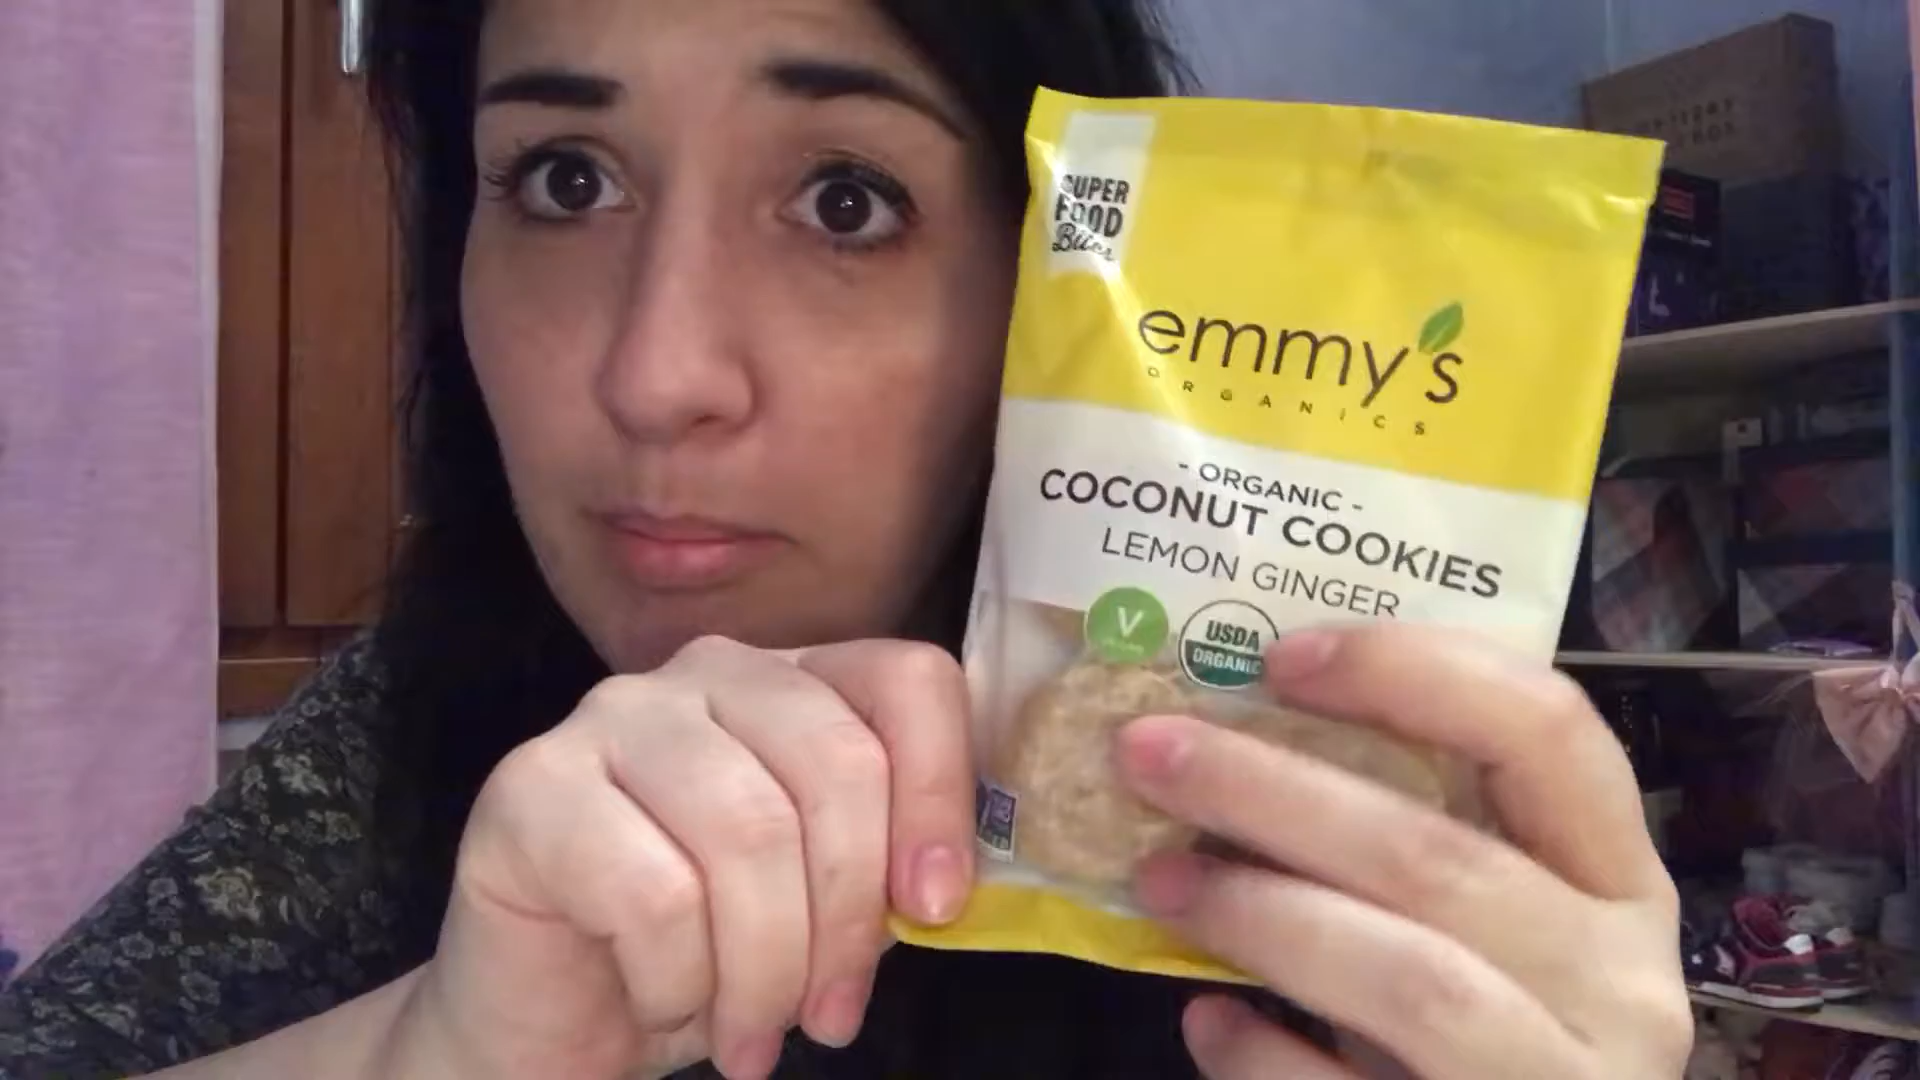 SUPER
FOOD
Bites
emmy's
ORGANICS
- ORGANIC -
COCONUT COOKIES
LEMON GINGER
V
USDA
ORGANIC